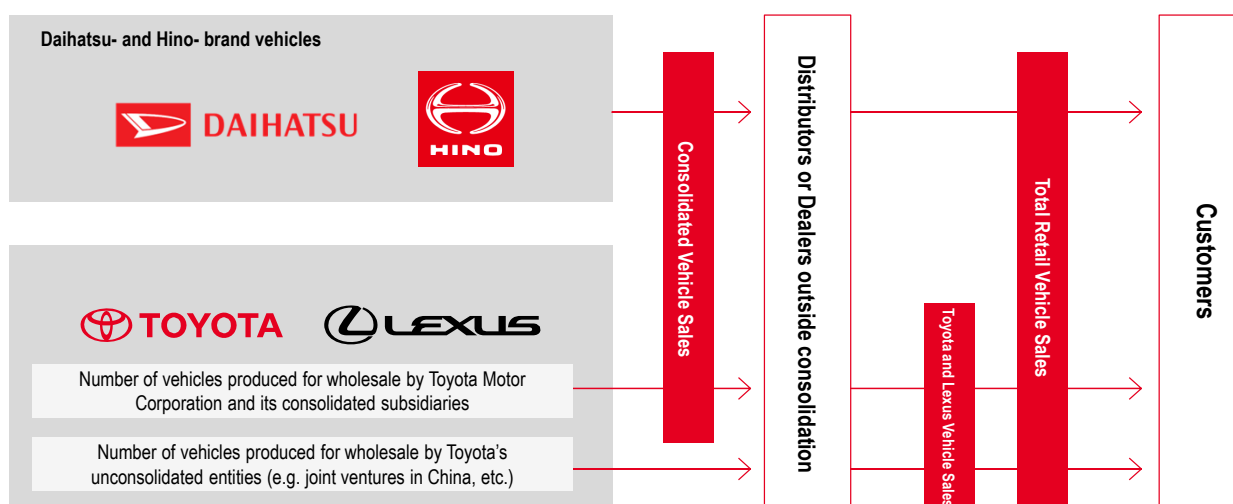 Daihatsu- and Hino- brand vehicles
DAIHATSU
HINO
TOYOTA
LEXUS
Number of vehicles produced for wholesale by Toyota Motor
Corporation and its consolidated subsidiaries
Number of vehicles produced for wholesale by Toyota's
unconsolidated entities (e.g. joint ventures in China, etc.)
Consolidated Vehicle Sales
Distributors or Dealers outside consolidation
Toyota and Lexus Vehicle Sales
Total Retail Vehicle Sales
Customers